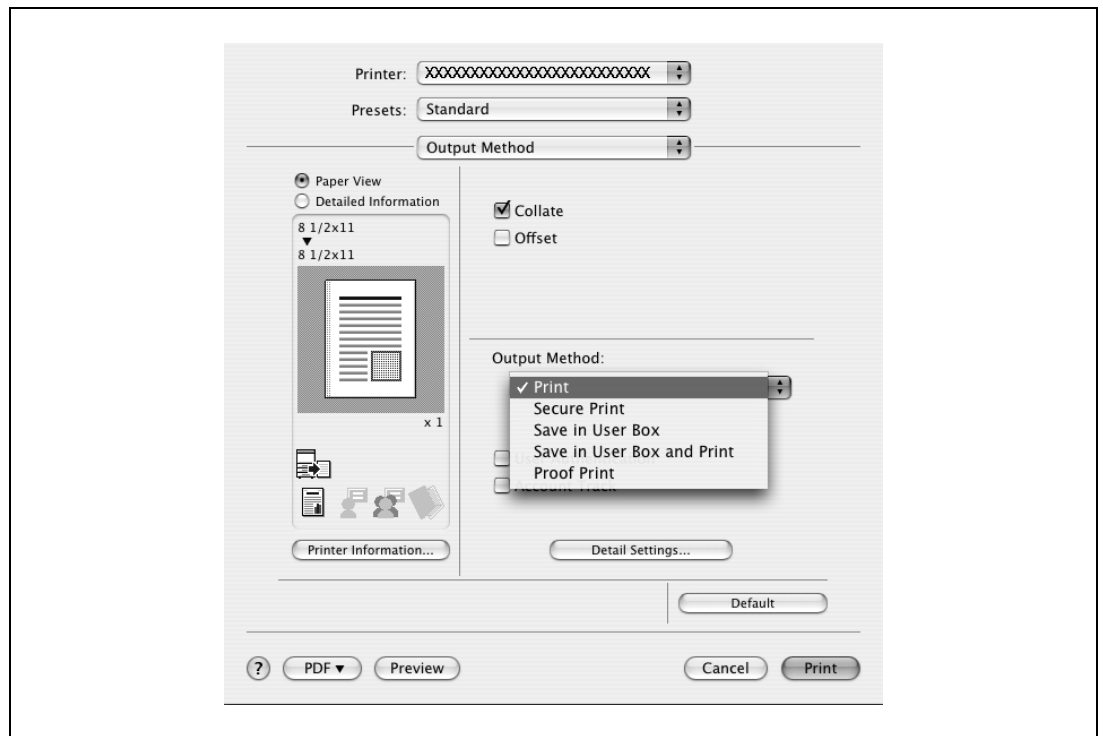 Printer: XXXXXXXXXXXXXXXXXXXXXXXXX
Presets: Standard
Output Method
Paper View
Detailed Information
8 1/2x11
8 1/2x11
x 1
Printer Information...
Collate
Offset
Output Method:
✓ Print
Secure Print
Save in User Box
Save in User Box and Print
Proof Print
Account Track
Detail Settings...
Default
? PDF▼ Preview Cancel Print